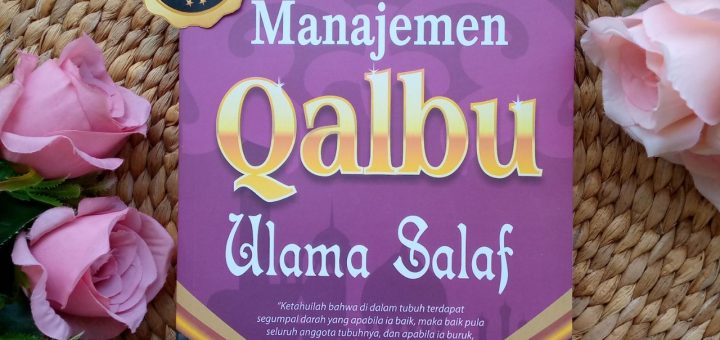 Manajemen
Qalbu
Ulama Salaf
"Ketahuilah bahwa di dalam tubuh terdapat
segumpal darah yang apabila ia baik, maka baik pula
seluruh anggota tubuhnya, dan apabila ia buruk,